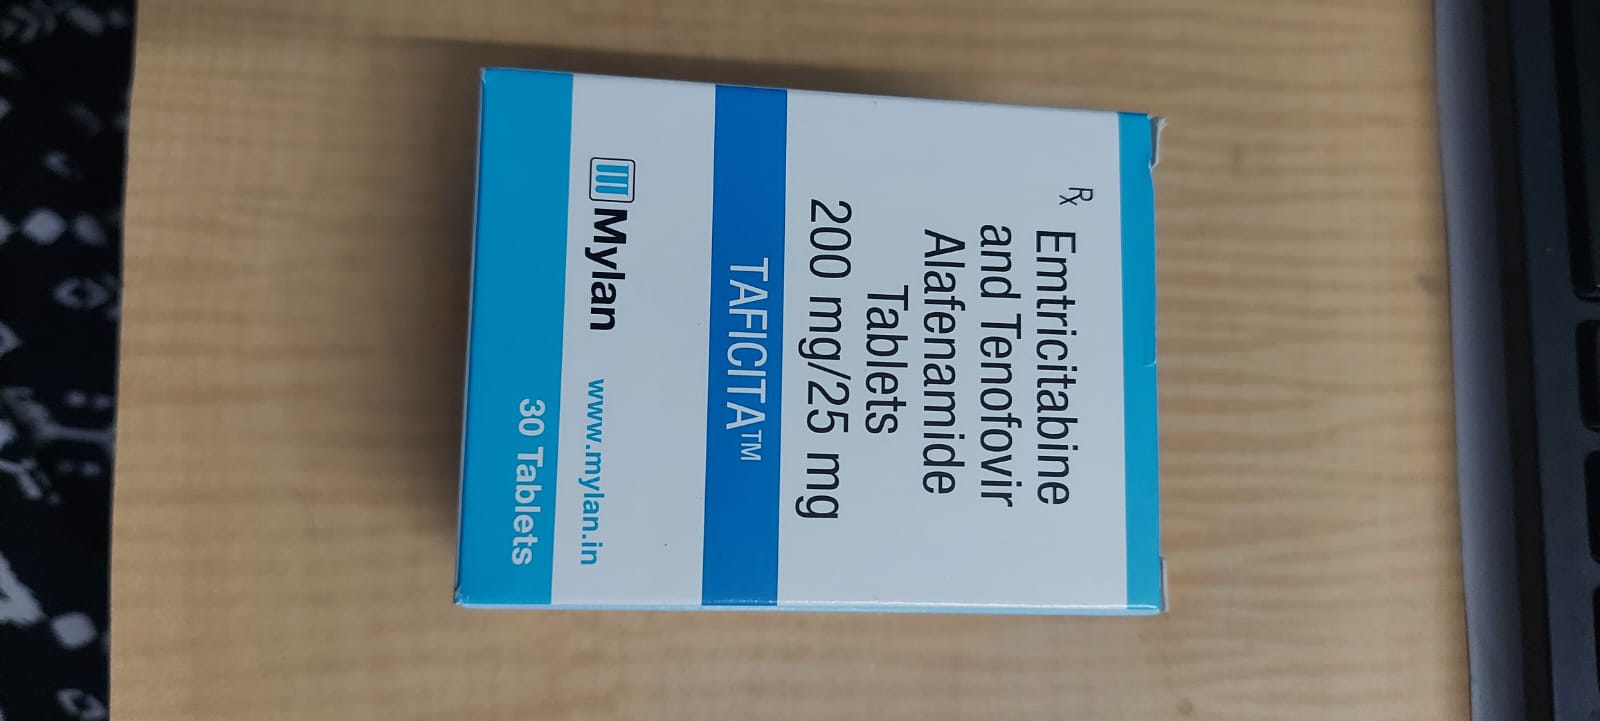 Rx Emtricitabine
and Tenofovir
Alafenamide
Tablets
200 mg/25 mg
TAFICITA™
Mylan www.mylan.in
30 Tablets